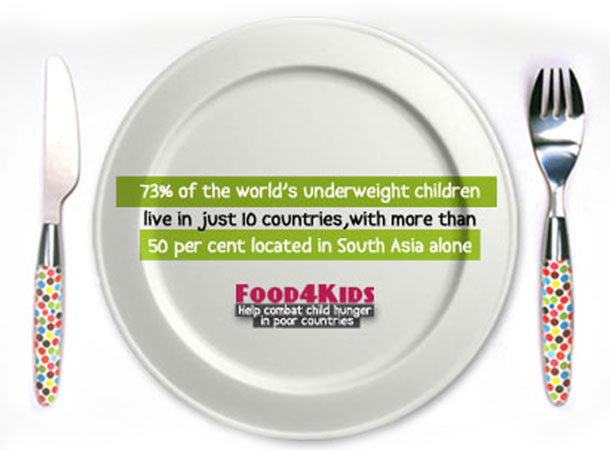 73% of the world's underweight children
live in just 10 countries,with more than
50 per cent located in South Asia alone
FOOD4KIDS
Help combat child hunger
in poor countries